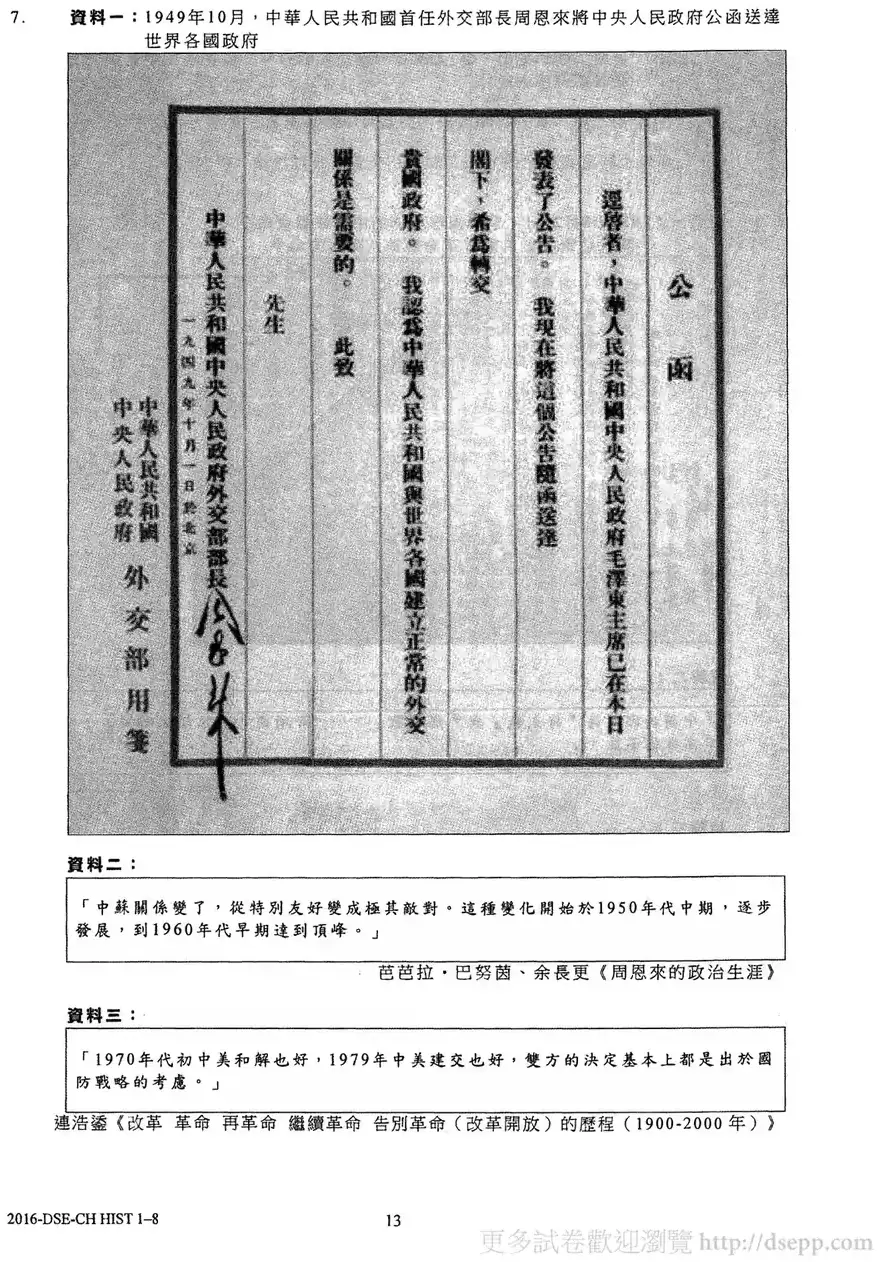 7. 資料一：1949年10月，中華人民共和國首任外交部長周恩來將中央人民政府公函送達
世界各國政府
公函
逕啓者，中華人民共和國中央人民政府毛澤東主席已在本日
發表了公告。我現在將這個公告隨函送達
閣下，希爲轉交
貴國政府。我認爲中華人民共和國與世界各國建立正常的外交
關係是需要的。此致
先生
中華人民共和國中央人民政府外交部部長 周恩來
一九四九年十月一日於北京
中華人民共和國
中央人民政府
外交部用箋
資料二：
「中蘇關係變了，從特別友好變成極其敵對。這種變化開始於1950年代中期，逐步
發展，到1960年代早期達到頂峰。」
芭芭拉·巴努茵、余長更《周恩來的政治生涯》
資料三：
「1970年代初中美和解也好，1979年中美建交也好，雙方的決定基本上都是出於國
防戰略的考慮。」
連浩鋈《改革 革命 再革命 繼續革命 告別革命（改革開放）的歷程（1900-2000年）》
2016-DSE-CH HIST 1–8
13
更多試卷歡迎瀏覽 http://dsepp.com/